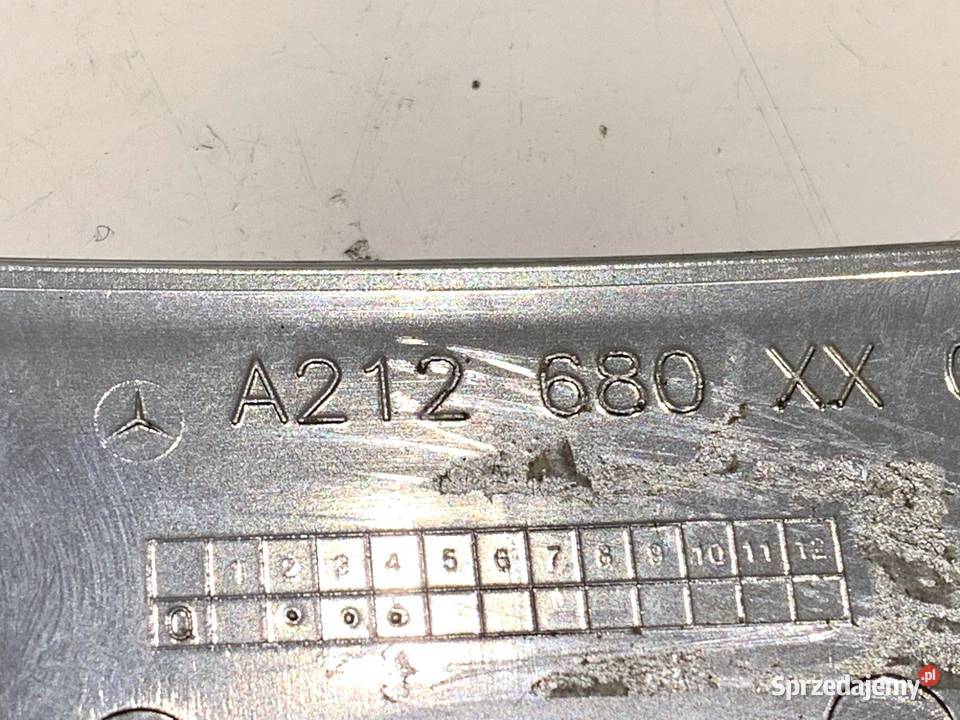 A212 680 XX
1 2 3 4 5 6 7 8 9 10 11 12
0
Sprzedajemy.pl